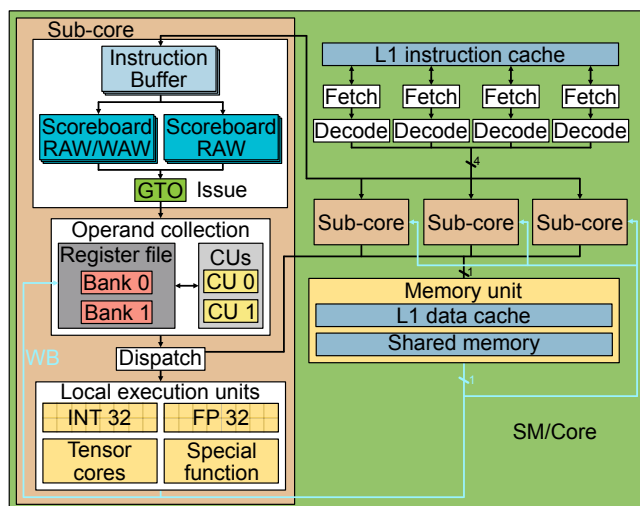 Sub-core
Instruction
Buffer
Scoreboard
RAW/WAW
Scoreboard
RAW
GTO
Issue
Operand collection
Register file
Bank 0
Bank 1
CUs
CU 0
CU 1
WB
Dispatch
Local execution units
INT 32
FP 32
Tensor
cores
Special
function
L1 instruction cache
Fetch
Fetch
Fetch
Fetch
Decode
Decode
Decode
Decode
4
Sub-core
Sub-core
Sub-core
1
Memory unit
L1 data cache
Shared memory
1
SM/Core